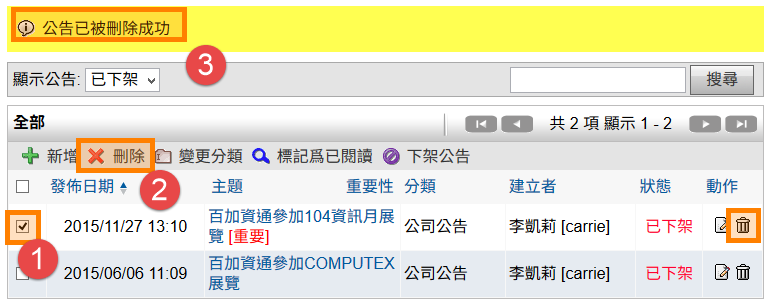 公告已被刪除成功
3
顯示公告: 已下架 搜尋
全部 共 2 項 顯示 1 - 2
新增 刪除 變更分類 標記爲已閱讀 下架公告
2
發佈日期 主題 重要性 分類 建立者 狀態 動作
2015/11/27 13:10 百加資通參加104資訊月展覽 [重要] 公司公告 李凱莉 [carrie] 已下架
1
2015/06/06 11:09 百加資通參加COMPUTEX展覽 公司公告 李凱莉 [carrie] 已下架